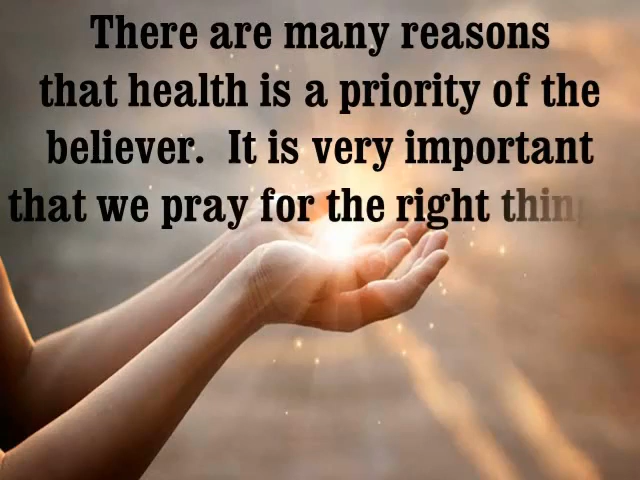 There are many reasons
that health is a priority of the
believer.  It is very important
that we pray for the right thin